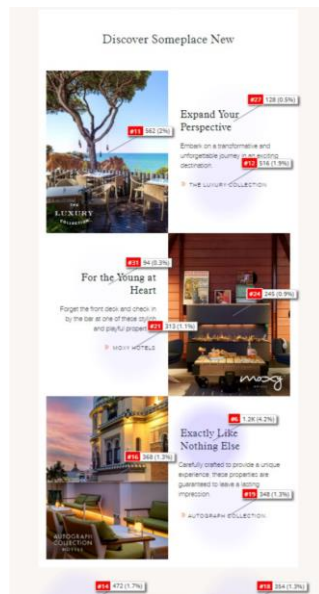 Discover Someplace New
#27 128 (0.5%)
Expand Your
Perspective
#11 562 (2%)
Embark on a transformative and
unforgettable journey in an exciting
destination.
#12 516 (1.9%)
THE LUXURY COLLECTION
THE
LUXURY
COLLECTION
#31 94 (0.3%)
For the Young at
Heart
#24 245 (0.9%)
Forget the front desk and check in
by the bar at one of these stylish
and playful
#21 313 (1.1%)
MOXY HOTELS
moxy
HOTELS
#6 1.2K (4.2%)
Exactly Like
Nothing Else
#16 368 (1.3%)
Carefully crafted to provide a unique
experience, these properties are
guaranteed to leave a lasting
impression.
#19 348 (1.3%)
AUTOGRAPH COLLECTION
AUTOGRAPH
COLLECTION
HOTELS
#14 472 (1.7%)
#18 354 (1.3%)